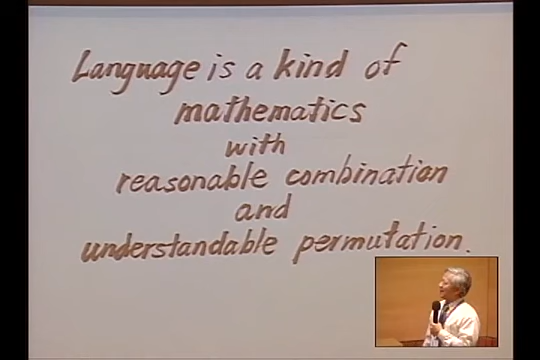 Language is a kind of
mathematics
with
reasonable combination
and
understandable permutation.